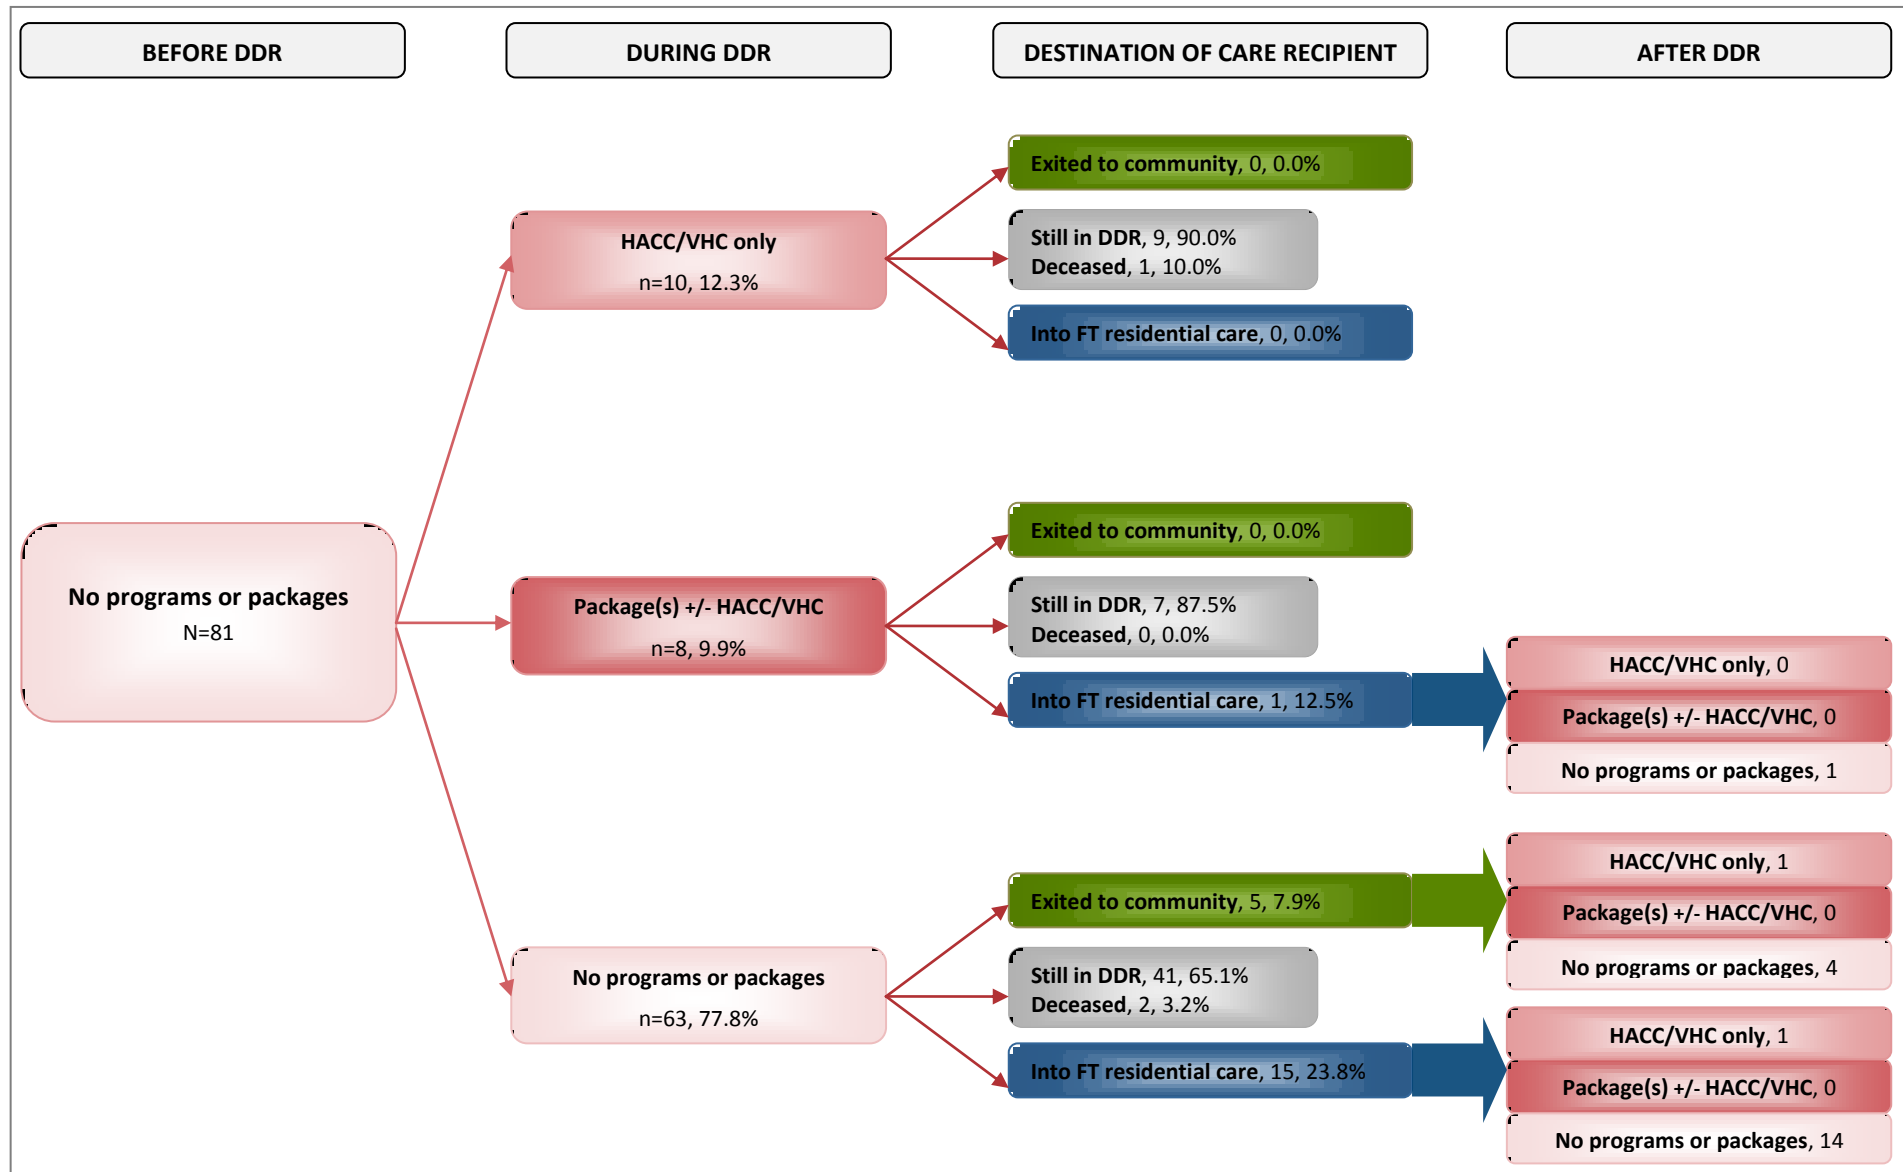 BEFORE DDR
DURING DDR
DESTINATION OF CARE RECIPIENT
AFTER DDR
No programs or packages
N=81
HACC/VHC only
n=10, 12.3%
Exited to community, 0, 0.0%
Still in DDR, 9, 90.0%
Deceased, 1, 10.0%
Into FT residential care, 0, 0.0%
Package(s) +/- HACC/VHC
n=8, 9.9%
Exited to community, 0, 0.0%
Still in DDR, 7, 87.5%
Deceased, 0, 0.0%
Into FT residential care, 1, 12.5%
HACC/VHC only, 0
Package(s) +/- HACC/VHC, 0
No programs or packages, 1
No programs or packages
n=63, 77.8%
Exited to community, 5, 7.9%
HACC/VHC only, 1
Package(s) +/- HACC/VHC, 0
No programs or packages, 4
Still in DDR, 41, 65.1%
Deceased, 2, 3.2%
Into FT residential care, 15, 23.8%
HACC/VHC only, 1
Package(s) +/- HACC/VHC, 0
No programs or packages, 14